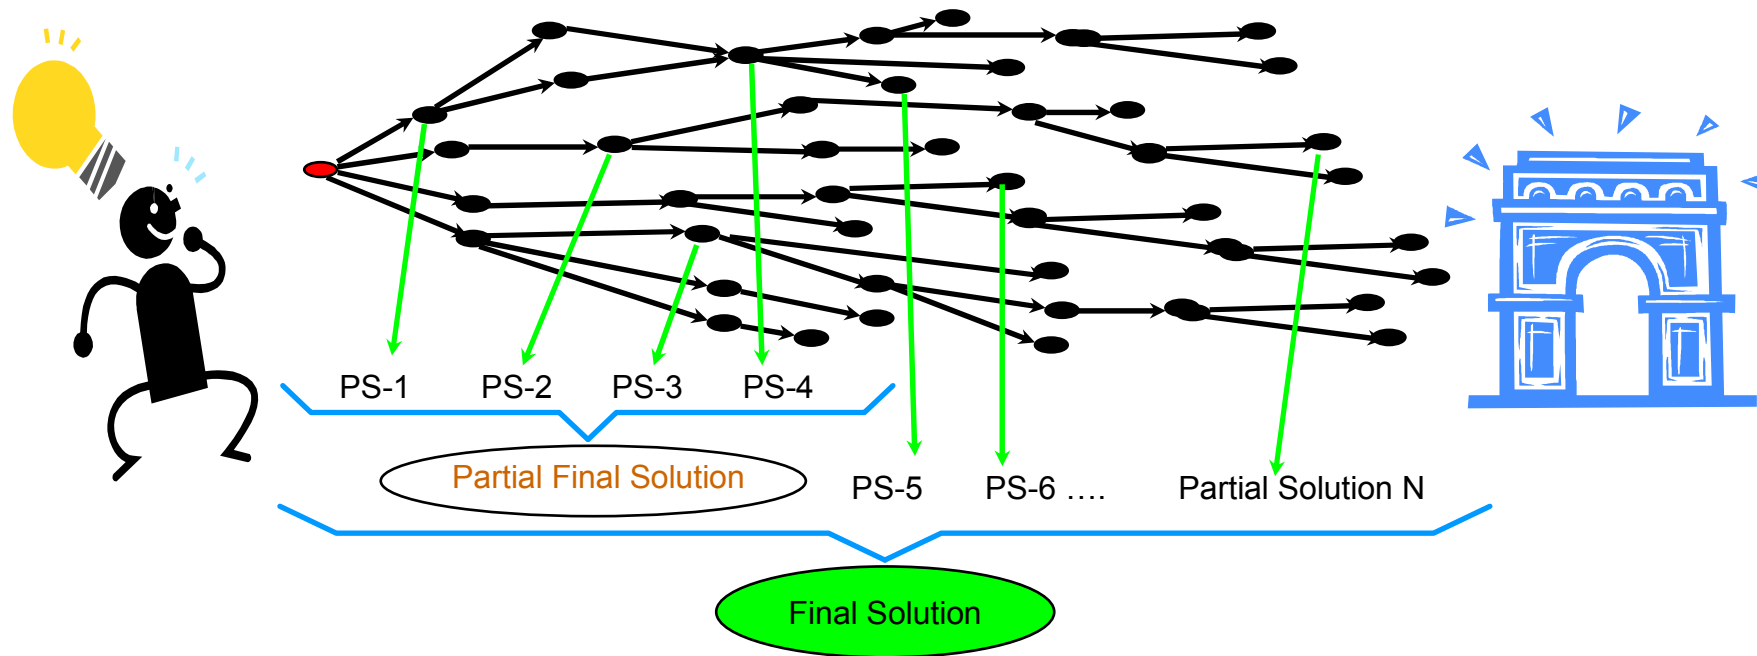 PS-1 PS-2 PS-3 PS-4
Partial Final Solution
PS-5 PS-6 …. Partial Solution N
Final Solution